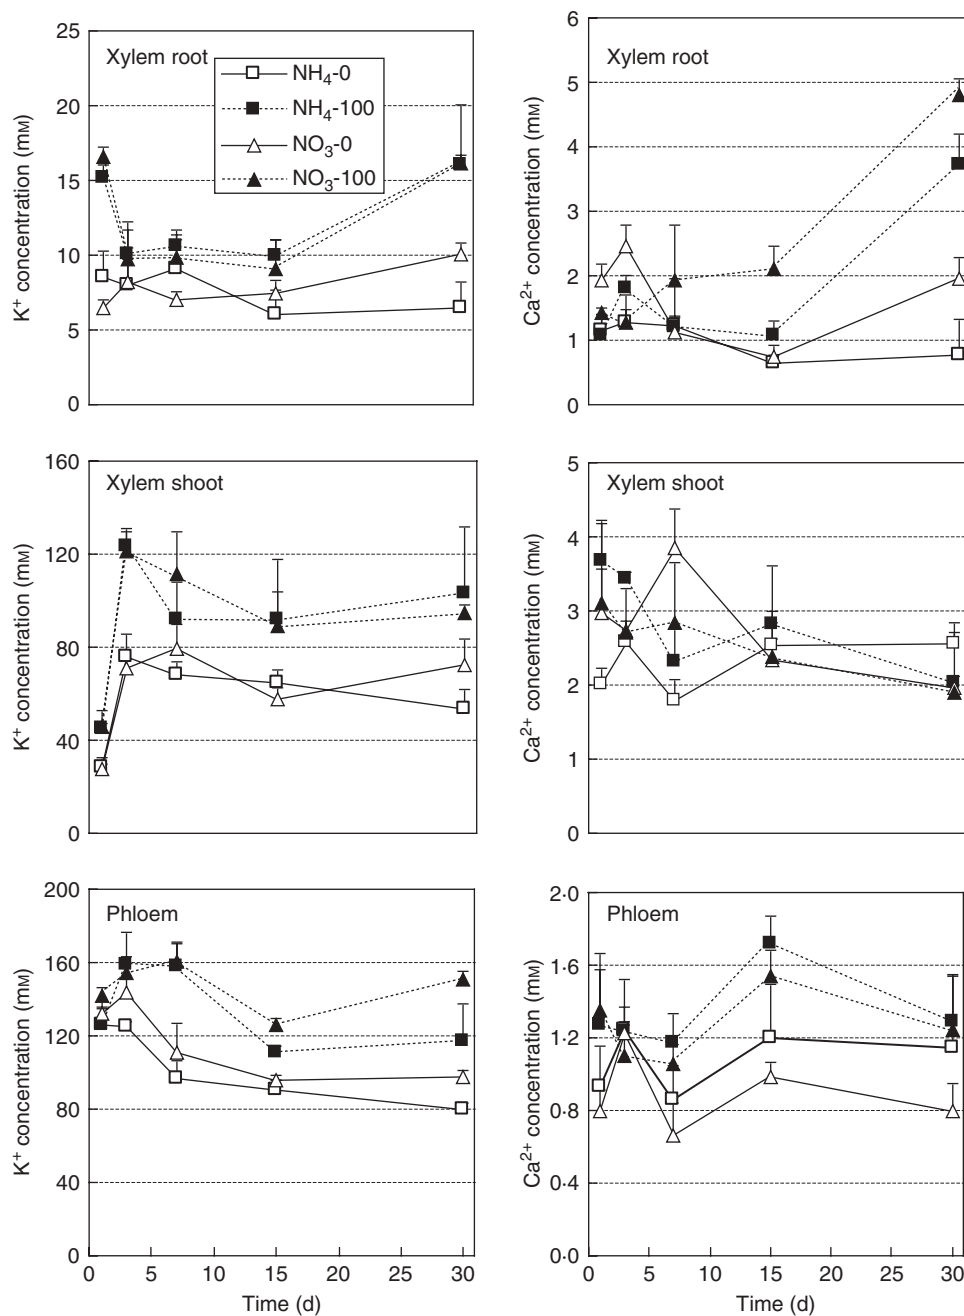 25
20
15
10
5
0
K+ concentration (mM)
Xylem root
NH4-0
NH4-100
NO3-0
NO3-100
6
5
4
3
2
1
0
Ca2+ concentration (mM)
Xylem root
160
120
80
40
0
K+ concentration (mM)
Xylem shoot
5
4
3
2
1
0
Ca2+ concentration (mM)
Xylem shoot
200
160
120
80
40
0
K+ concentration (mM)
Phloem
0 5 10 15 20 25 30
Time (d)
2·0
1·6
1·2
0·8
0·4
0·0
Ca2+ concentration (mM)
Phloem
0 5 10 15 20 25 30
Time (d)